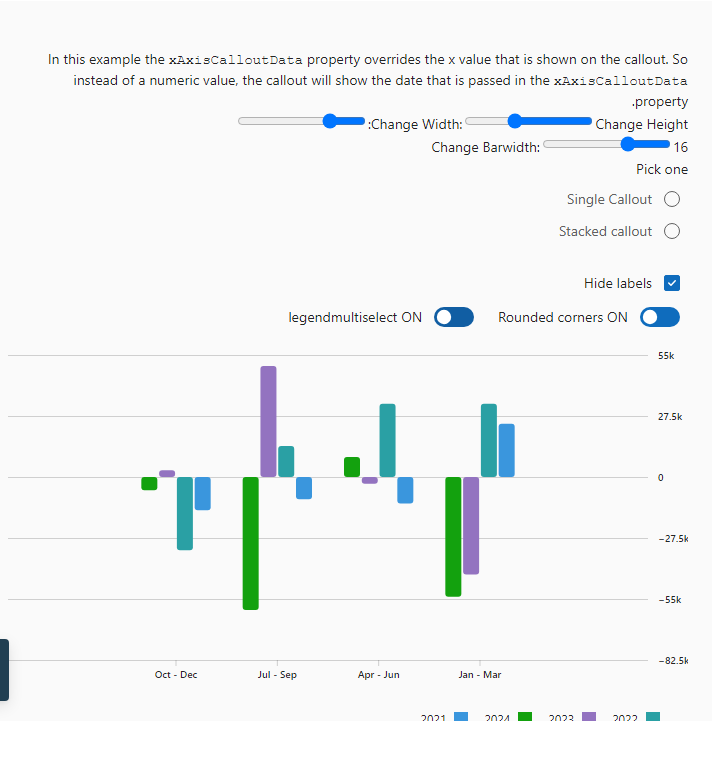 In this example the xAxisCalloutData property overrides the x value that is shown on the callout. So
instead of a numeric value, the callout will show the date that is passed in the xAxisCalloutData
.property
:Change Width: Change Height
Change Barwidth: 16
Pick one
Single Callout
Stacked callout
Hide labels
legendmultiselect ON Rounded corners ON
55k
27.5k
0
−27.5k
−55k
−82.5k
Oct - Dec Jul - Sep Apr - Jun Jan - Mar
2021 2024 2023 2022